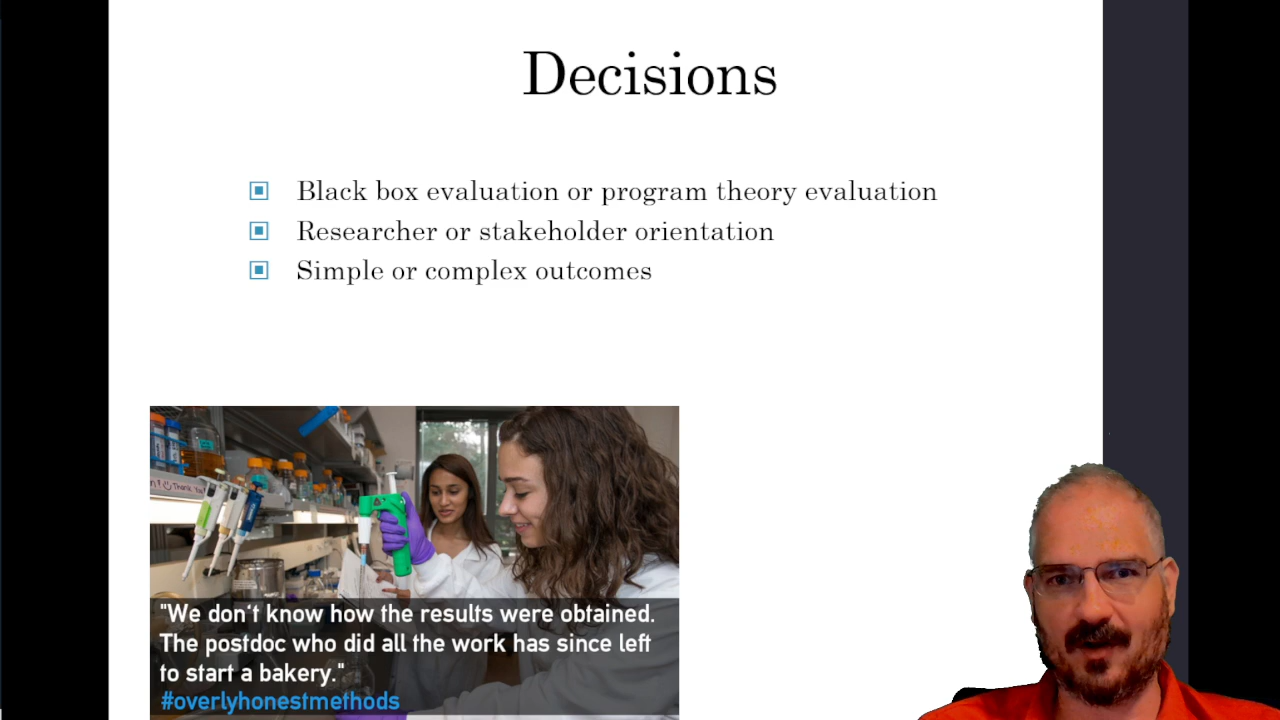 Decisions
Black box evaluation or program theory evaluation
Researcher or stakeholder orientation
Simple or complex outcomes
"We don't know how the results were obtained.
The postdoc who did all the work has since left
to start a bakery."
#overlyhonestmethods